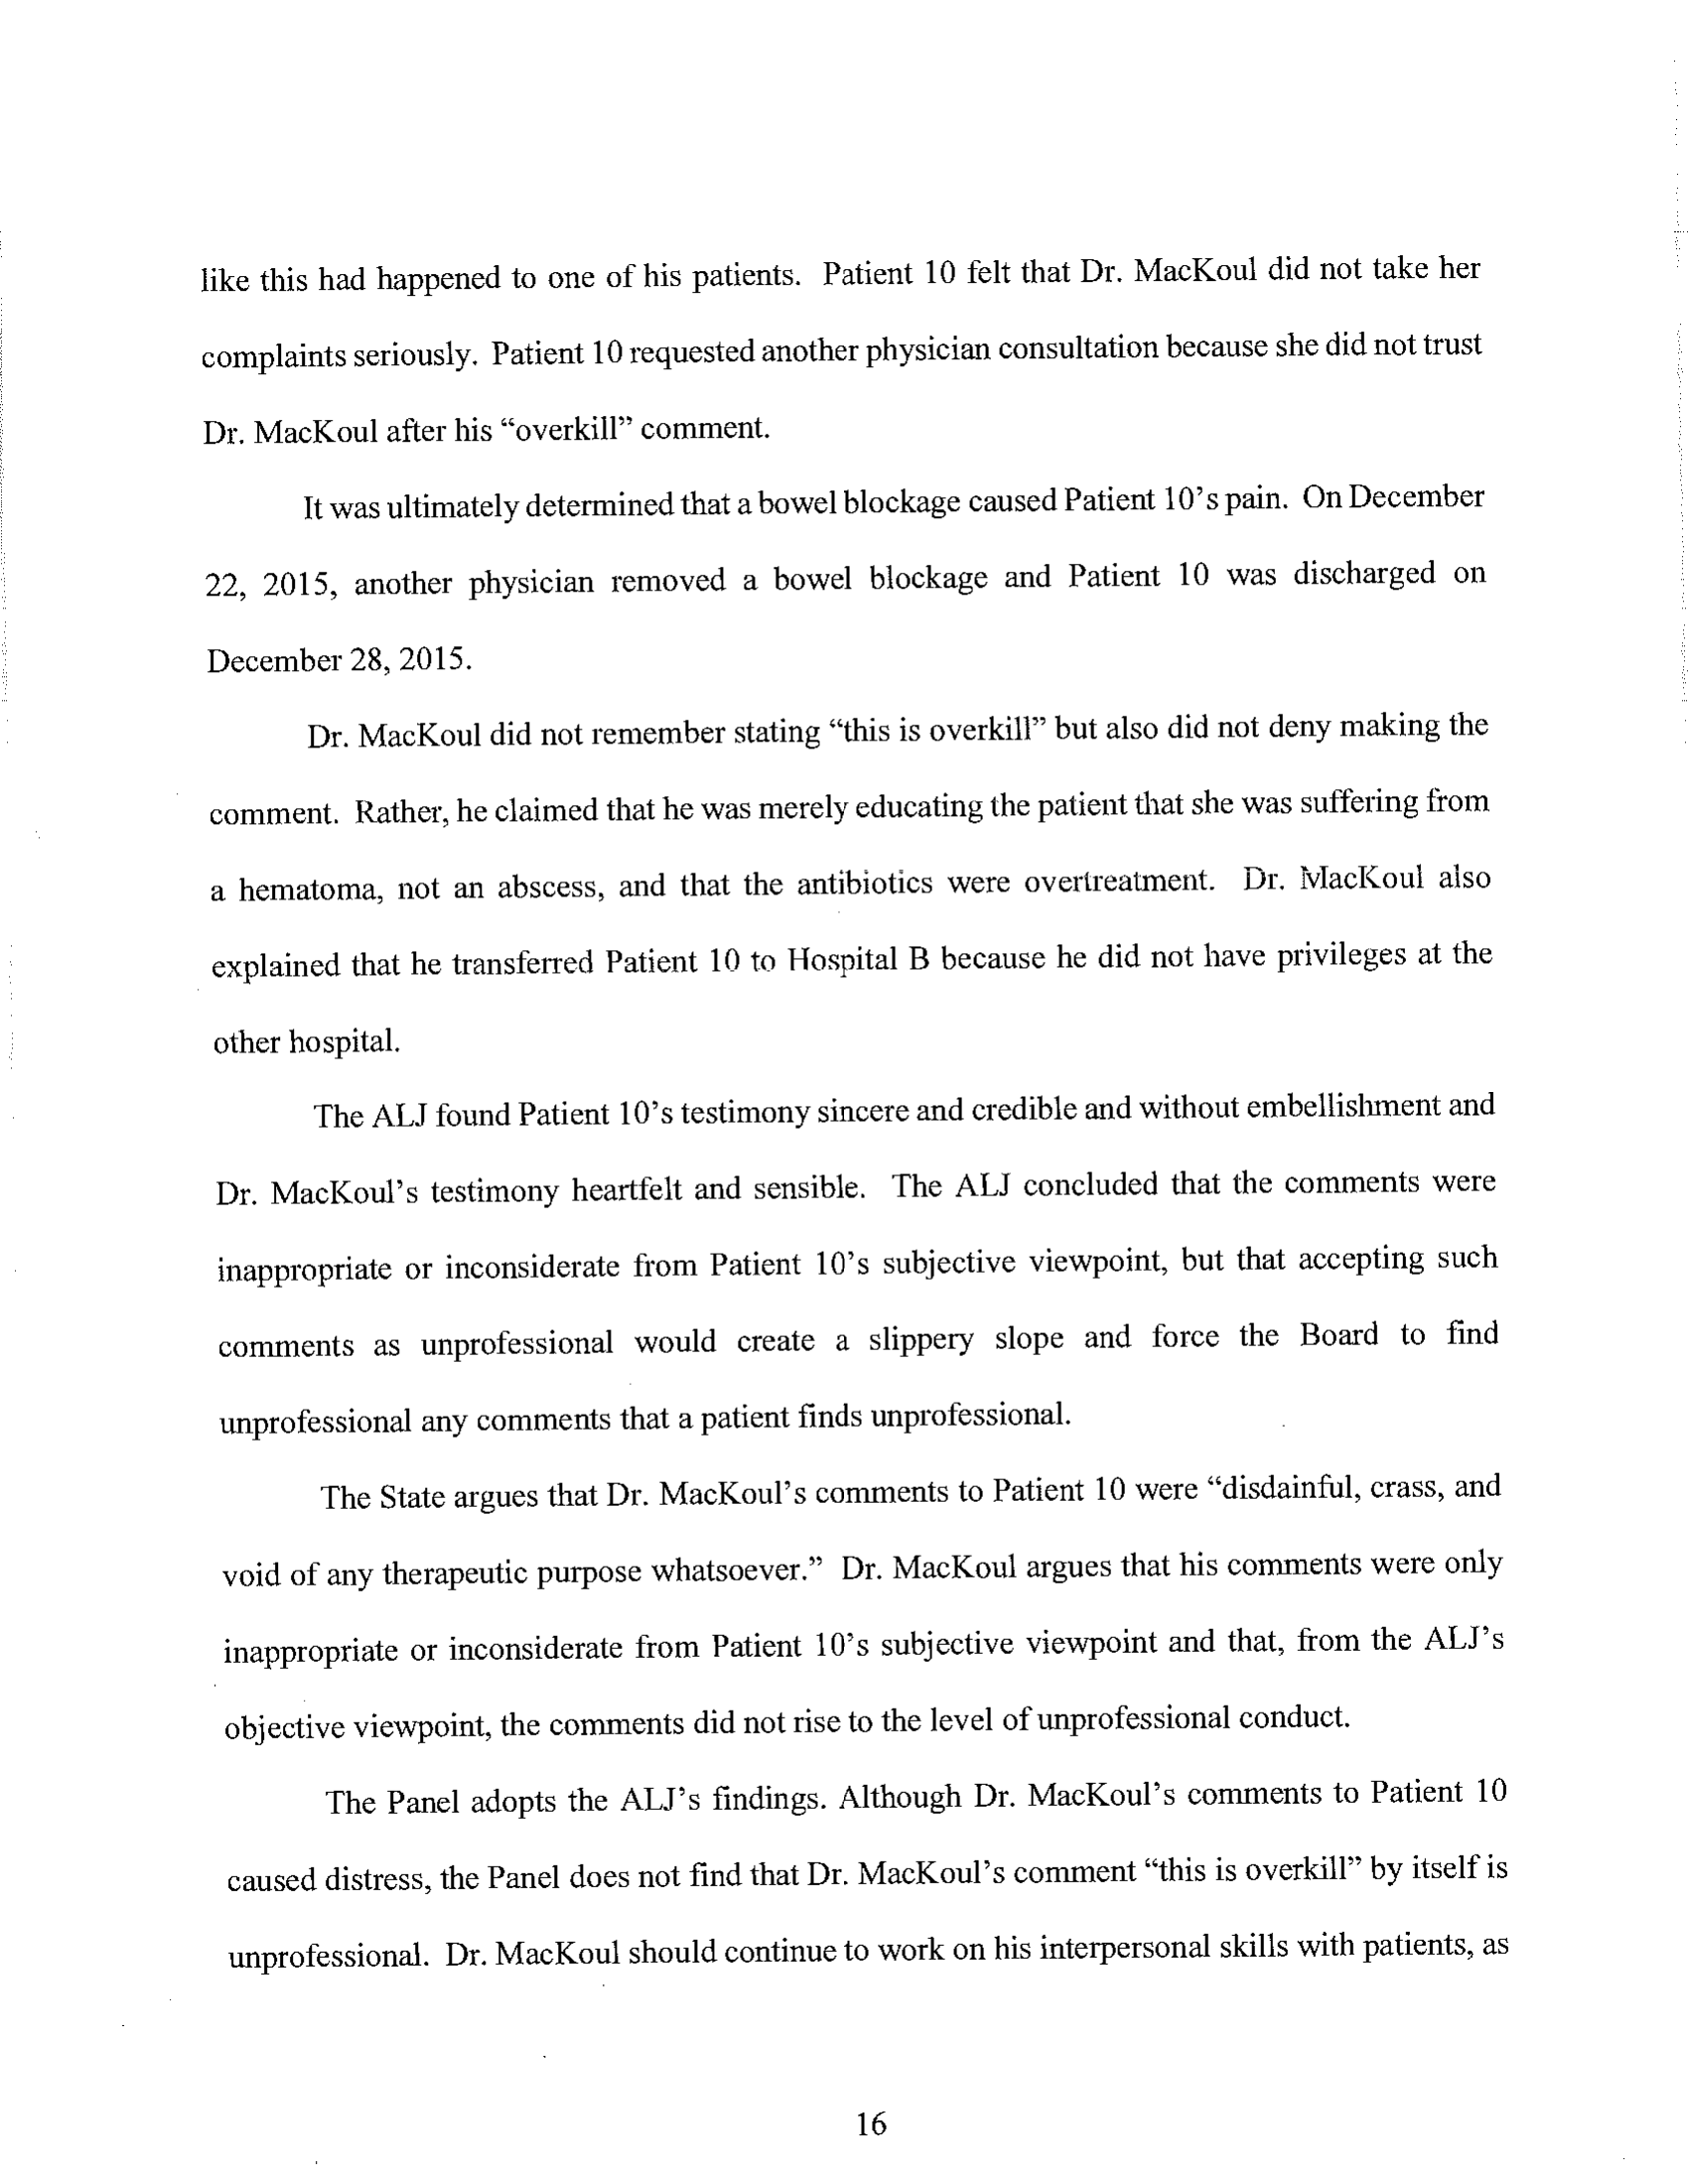 like this had happened to one of his patients. Patient 10 felt that Dr. MacKoul did not take her
complaints seriously. Patient 10 requested another physician consultation because she did not trust
Dr. MacKoul after his “overkill” comment.
It was ultimately determined that a bowel blockage caused Patient 10’s pain. On December
22, 2015, another physician removed a bowel blockage and Patient 10 was discharged on
December 28, 2015.
Dr. MacKoul did not remember stating “this is overkill” but also did not deny making the
comment. Rather, he claimed that he was merely educating the patient that she was suffering from
a hematoma, not an abscess, and that the antibiotics were overtreatment. Dr. MacKoul also
explained that he transferred Patient 10 to Hospital B because he did not have privileges at the
other hospital.
The ALJ found Patient 10’s testimony sincere and credible and without embellishment and
Dr. MacKoul’s testimony heartfelt and sensible. The ALJ concluded that the comments were
inappropriate or inconsiderate from Patient 10’s subjective viewpoint, but that accepting such
comments as unprofessional would create a slippery slope and force the Board to find
unprofessional any comments that a patient finds unprofessional.
The State argues that Dr. MacKoul’s comments to Patient 10 were “disdainful, crass, and
void of any therapeutic purpose whatsoever.” Dr. MacKoul argues that his comments were only
inappropriate or inconsiderate from Patient 10’s subjective viewpoint and that, from the ALJ’s
objective viewpoint, the comments did not rise to the level of unprofessional conduct.
The Panel adopts the ALJ’s findings. Although Dr. MacKoul’s comments to Patient 10
caused distress, the Panel does not find that Dr. MacKoul’s comment “this is overkill” by itself is
unprofessional. Dr. MacKoul should continue to work on his interpersonal skills with patients, as
16